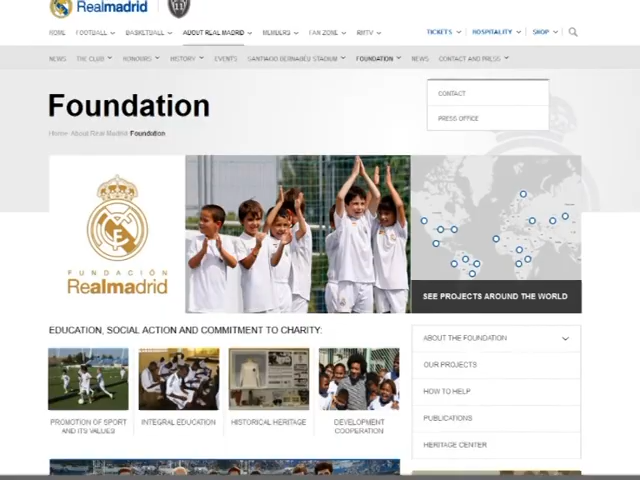 Realmadrid
11
HOME FOOTBALL BASKETBALL ABOUT REAL MADRID MEMBERS FAN ZONE RMTV TICKETS HOSPITALITY SHOP
NEWS THE CLUB HONOURS HISTORY EVENTS SANTIAGO BERNABÉU STADIUM FOUNDATION NEWS CONTACT AND PRESS
CONTACT
PRESS OFFICE
Foundation
Home About Real Madrid Foundation
FUNDACIÓN
Realmadrid
SEE PROJECTS AROUND THE WORLD
EDUCATION, SOCIAL ACTION AND COMMITMENT TO CHARITY:
PROMOTION OF SPORT
AND ITS VALUES
INTEGRAL EDUCATION
HISTORICAL HERITAGE
DEVELOPMENT
COOPERATION
ABOUT THE FOUNDATION
OUR PROJECTS
HOW TO HELP
PUBLICATIONS
HERITAGE CENTER